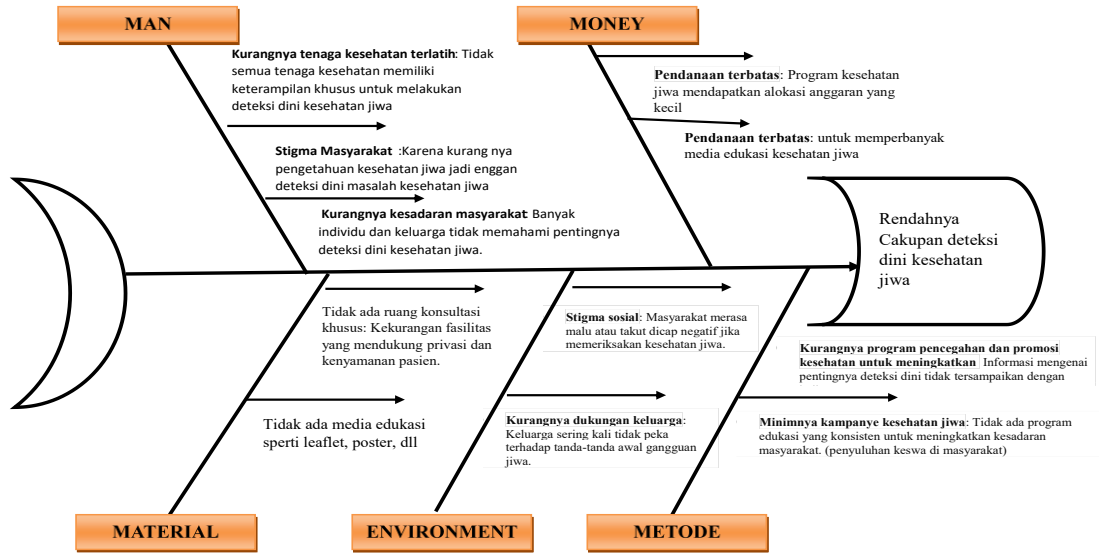 MAN
MONEY
Kurangnya tenaga kesehatan terlatih: Tidak
semua tenaga kesehatan memiliki
keterampilan khusus untuk melakukan
deteksi dini kesehatan jiwa
Stigma Masyarakat :Karena kurang nya
pengetahuan kesehatan jiwa jadi enggan
deteksi dini masalah kesehatan jiwa
Kurangnya kesadaran masyarakat: Banyak
individu dan keluarga tidak memahami pentingnya
deteksi dini kesehatan jiwa.
Pendanaan terbatas: Program kesehatan
jiwa mendapatkan alokasi anggaran yang
kecil
Pendanaan terbatas: untuk memperbanyak
media edukasi kesehatan jiwa
Rendahnya
Cakupan deteksi
dini kesehatan
jiwa
Tidak ada ruang konsultasi
khusus: Kekurangan fasilitas
yang mendukung privasi dan
kenyamanan pasien.
Tidak ada media edukasi
sperti leaflet, poster, dll
Stigma sosial: Masyarakat merasa
malu atau takut dicap negatif jika
memeriksakan kesehatan jiwa.
Kurangnya dukungan keluarga:
Keluarga sering kali tidak peka
terhadap tanda-tanda awal gangguan
jiwa.
Kurangnya program pencegahan dan promosi
kesehatan untuk meningkatkan Informasi mengenai
pentingnya deteksi dini tidak tersampaikan dengan
Minimnya kampanye kesehatan jiwa: Tidak ada program
edukasi yang konsisten untuk meningkatkan kesadaran
masyarakat. (penyuluhan keswa di masyarakat)
MATERIAL
ENVIRONMENT
METODE